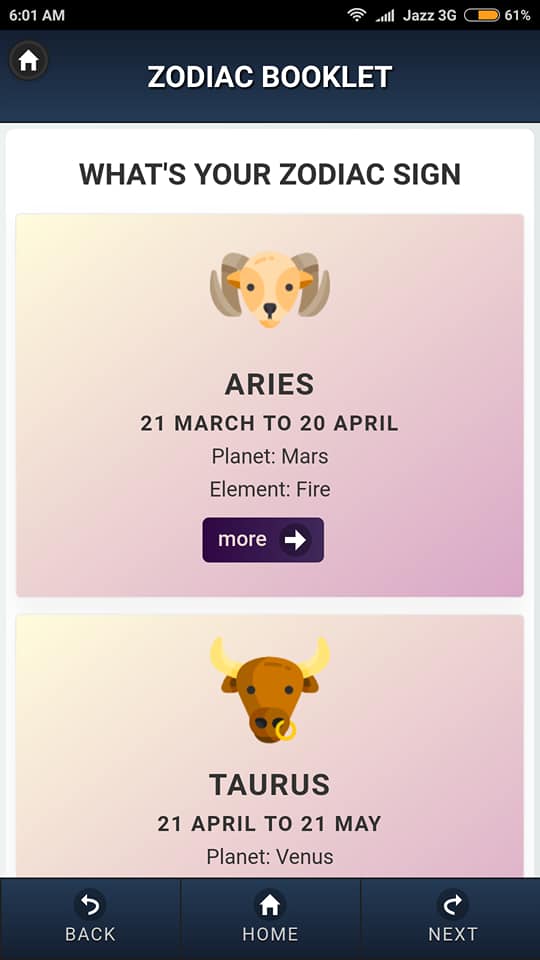 6:01 AM Jazz 3G 61%
ZODIAC BOOKLET
WHAT'S YOUR ZODIAC SIGN
ARIES
21 MARCH TO 20 APRIL
Planet: Mars
Element: Fire
more
TAURUS
21 APRIL TO 21 MAY
Planet: Venus
BACK HOME NEXT